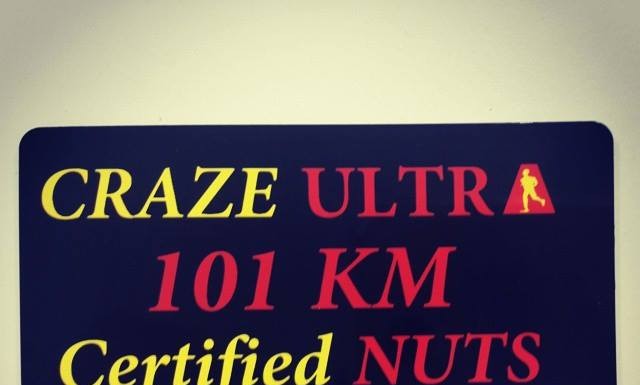 CRAZE ULTRA
101 KM
Certified NUTS